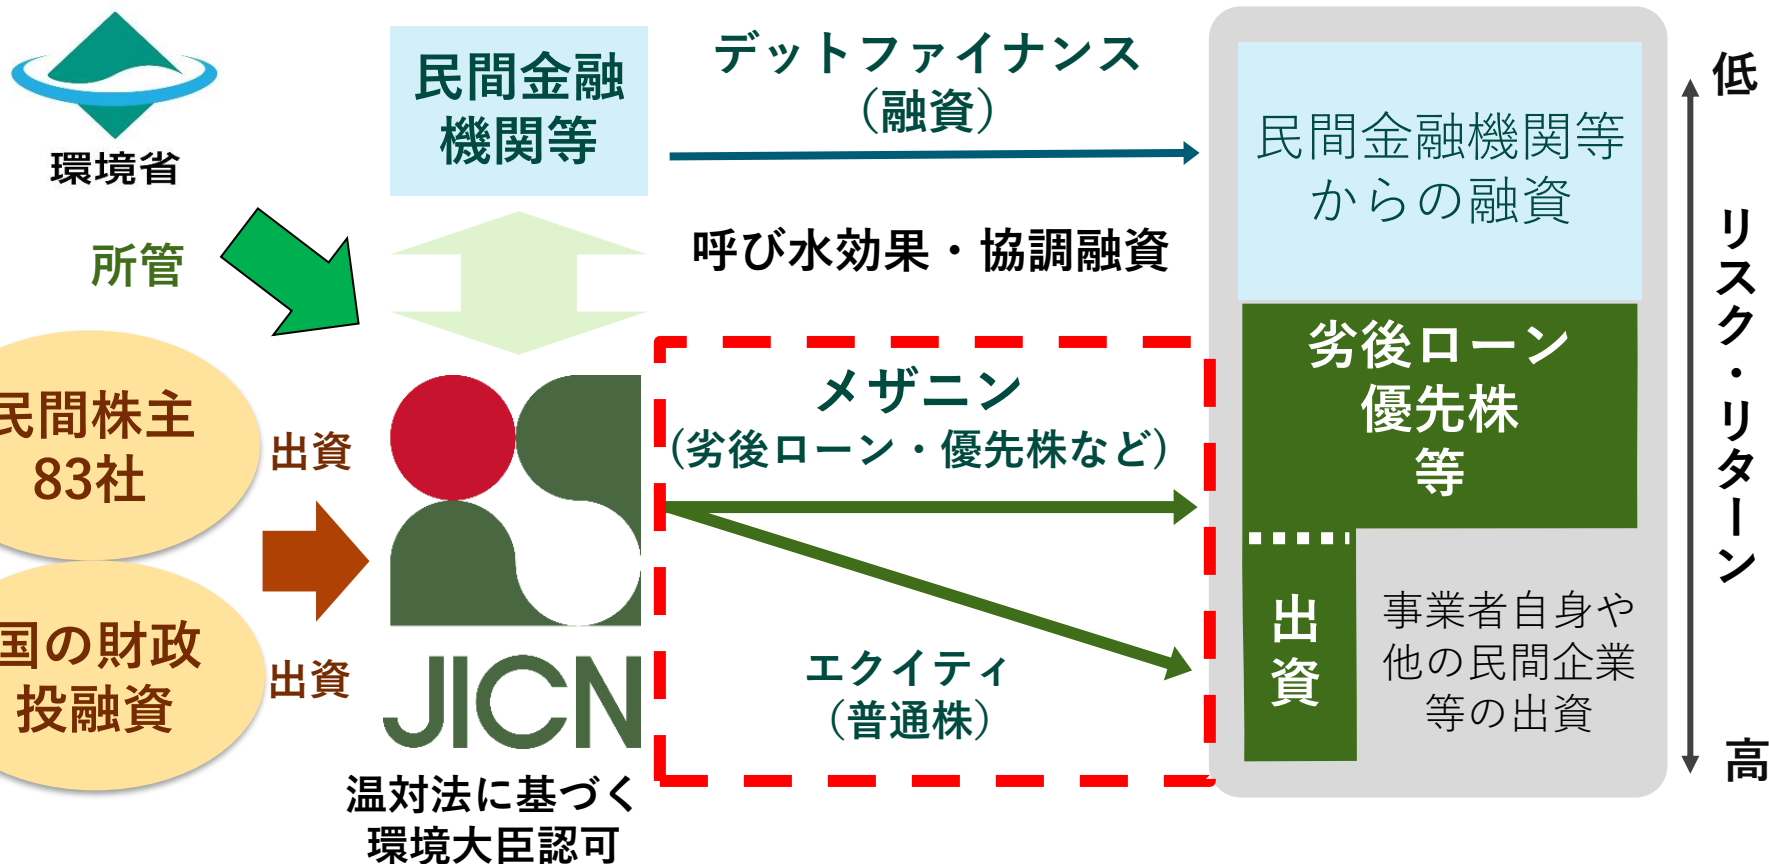 環境省
所管
民間株主
83社
出資
国の財政
投融資
出資
民間金融
機関等
JICN
温対法に基づく
環境大臣認可
デットファイナンス
（融資）
呼び水効果・協調融資
メザニン
(劣後ローン・優先株など)
エクイティ
（普通株）
民間金融機関等
からの融資
劣後ローン
優先株
等
出
資
事業者自身や
他の民間企業
等の出資
低
リスク・リターン
高